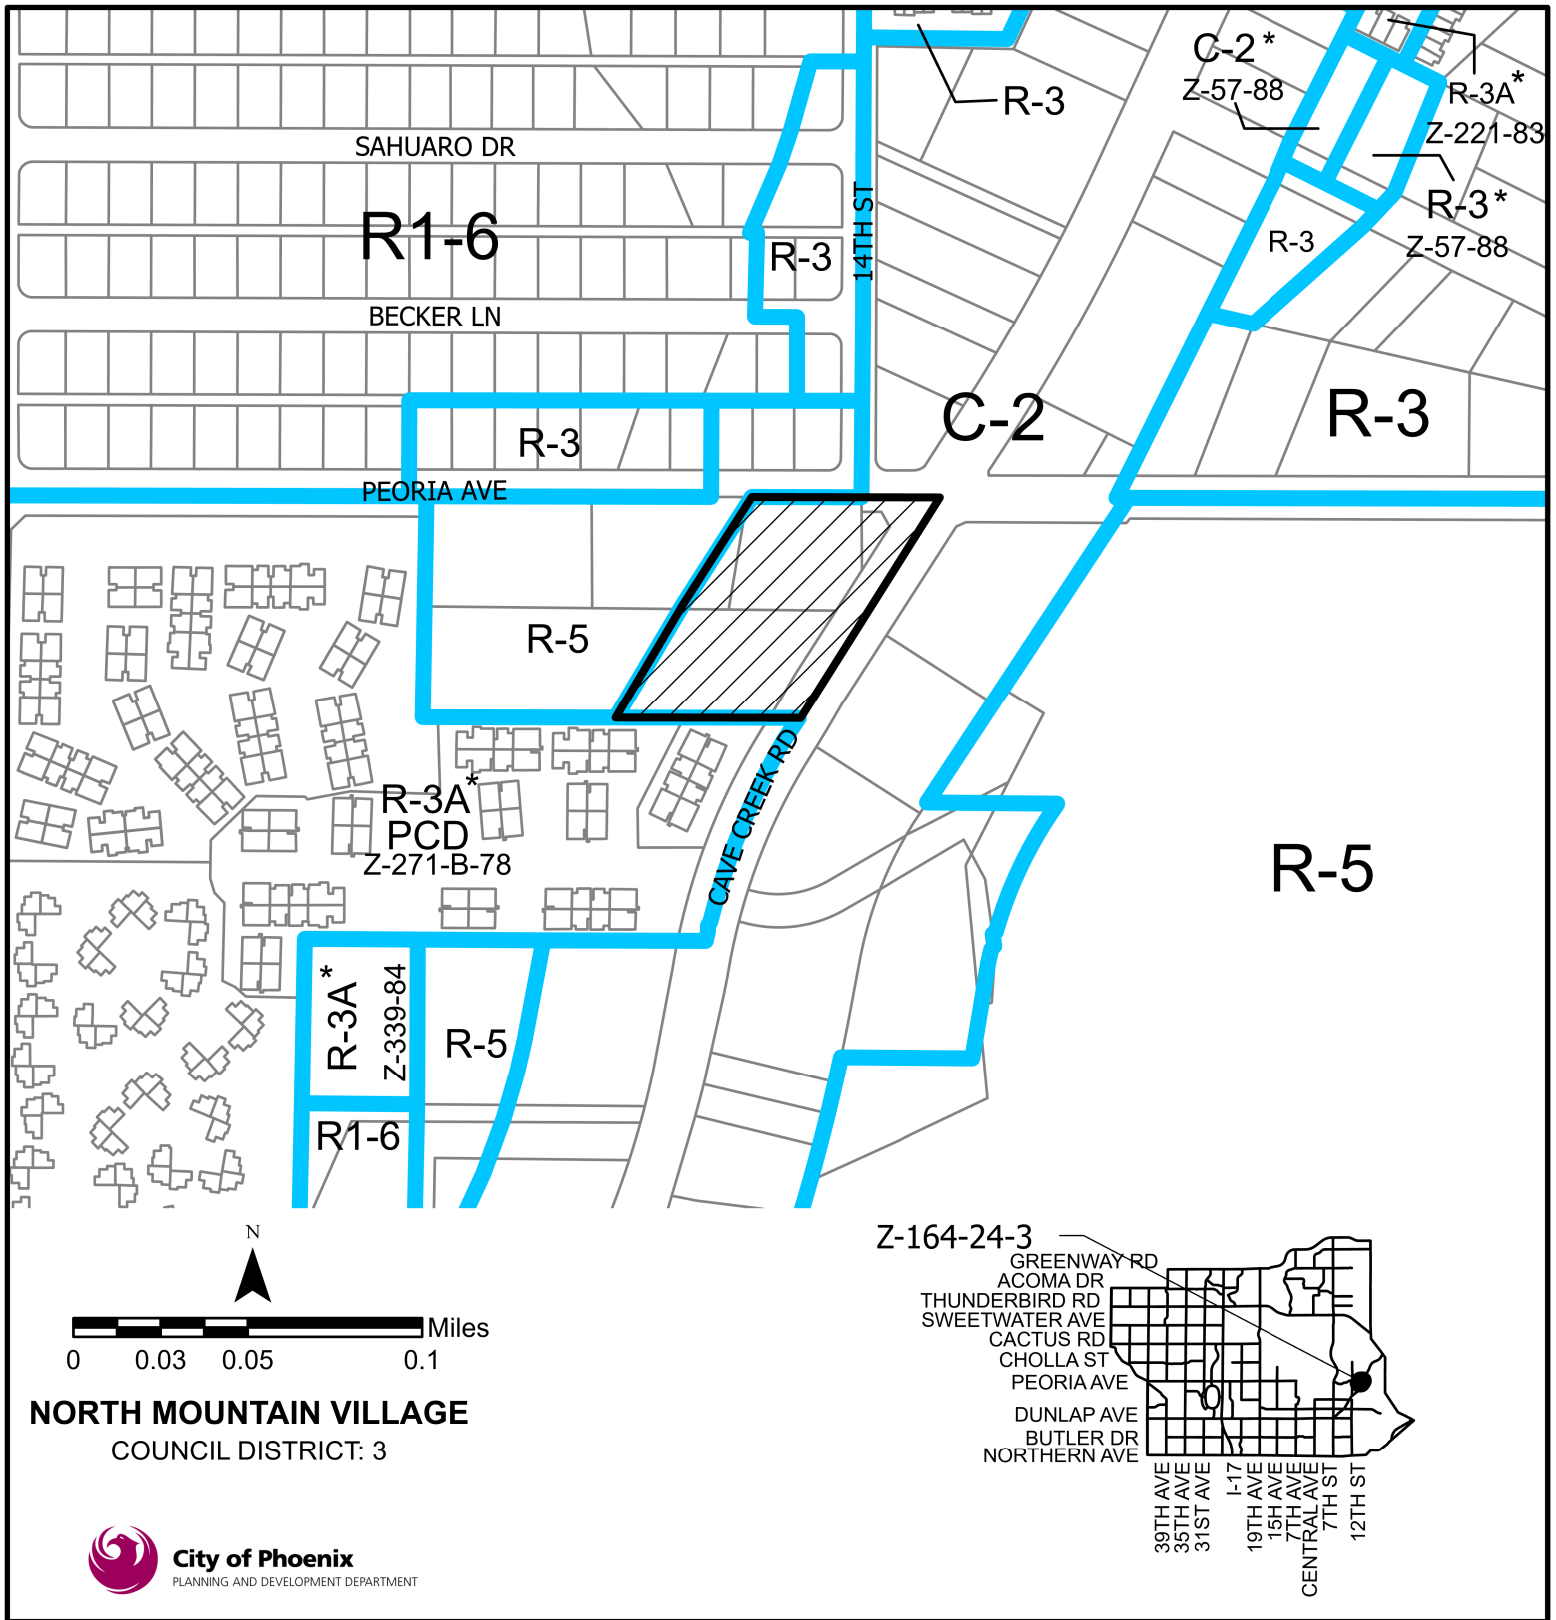 C-2*
Z-57-88
R-3
R-3A*
Z-221-83
SAHUARO DR
R-3*
Z-57-88
R1-6
R-3
14TH ST
R-3
BECKER LN
C-2
R-3
R-3
PEORIA AVE
R-5
CAVE CREEK RD
R-3A*
PCD
Z-271-B-78
R-5
R-3A*
Z-339-84
R-5
R1-6
N
Miles
0 0.03 0.05 0.1
NORTH MOUNTAIN VILLAGE
COUNCIL DISTRICT: 3
Z-164-24-3
GREENWAY RD
ACOMA DR
THUNDERBIRD RD
SWEETWATER AVE
CACTUS RD
CHOLLA ST
PEORIA AVE
DUNLAP AVE
BUTLER DR
NORTHERN AVE
39TH AVE
35TH AVE
31ST AVE
I-17
19TH AVE
15H AVE
7TH AVE
CENTRAL AVE
7TH ST
12TH ST
City of Phoenix
PLANNING AND DEVELOPMENT DEPARTMENT